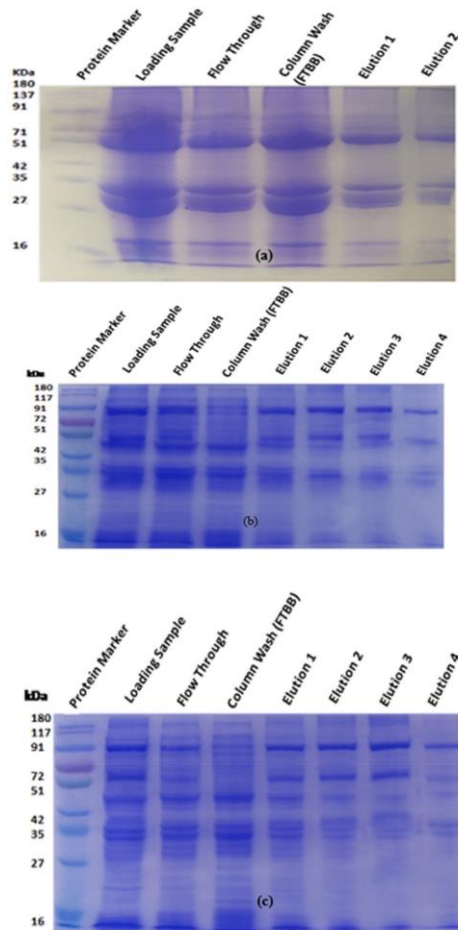 Protein Marker
Loading Sample
Flow Through
Column Wash
(FTBB)
Elution 1
Elution 2
KDa
180
137
91
71
51
42
35
27
16
(a)
Protein Marker
Loading Sample
Flow Through
Column Wash (FTBB)
Elution 1
Elution 2
Elution 3
Elution 4
kDa
180
117
91
72
51
42
35
27
16
(b)
Protein Marker
Loading Sample
Flow Through
Column Wash (FTBB)
Elution 1
Elution 2
Elution 3
Elution 4
kDa
180
117
91
72
51
42
35
27
16
(c)